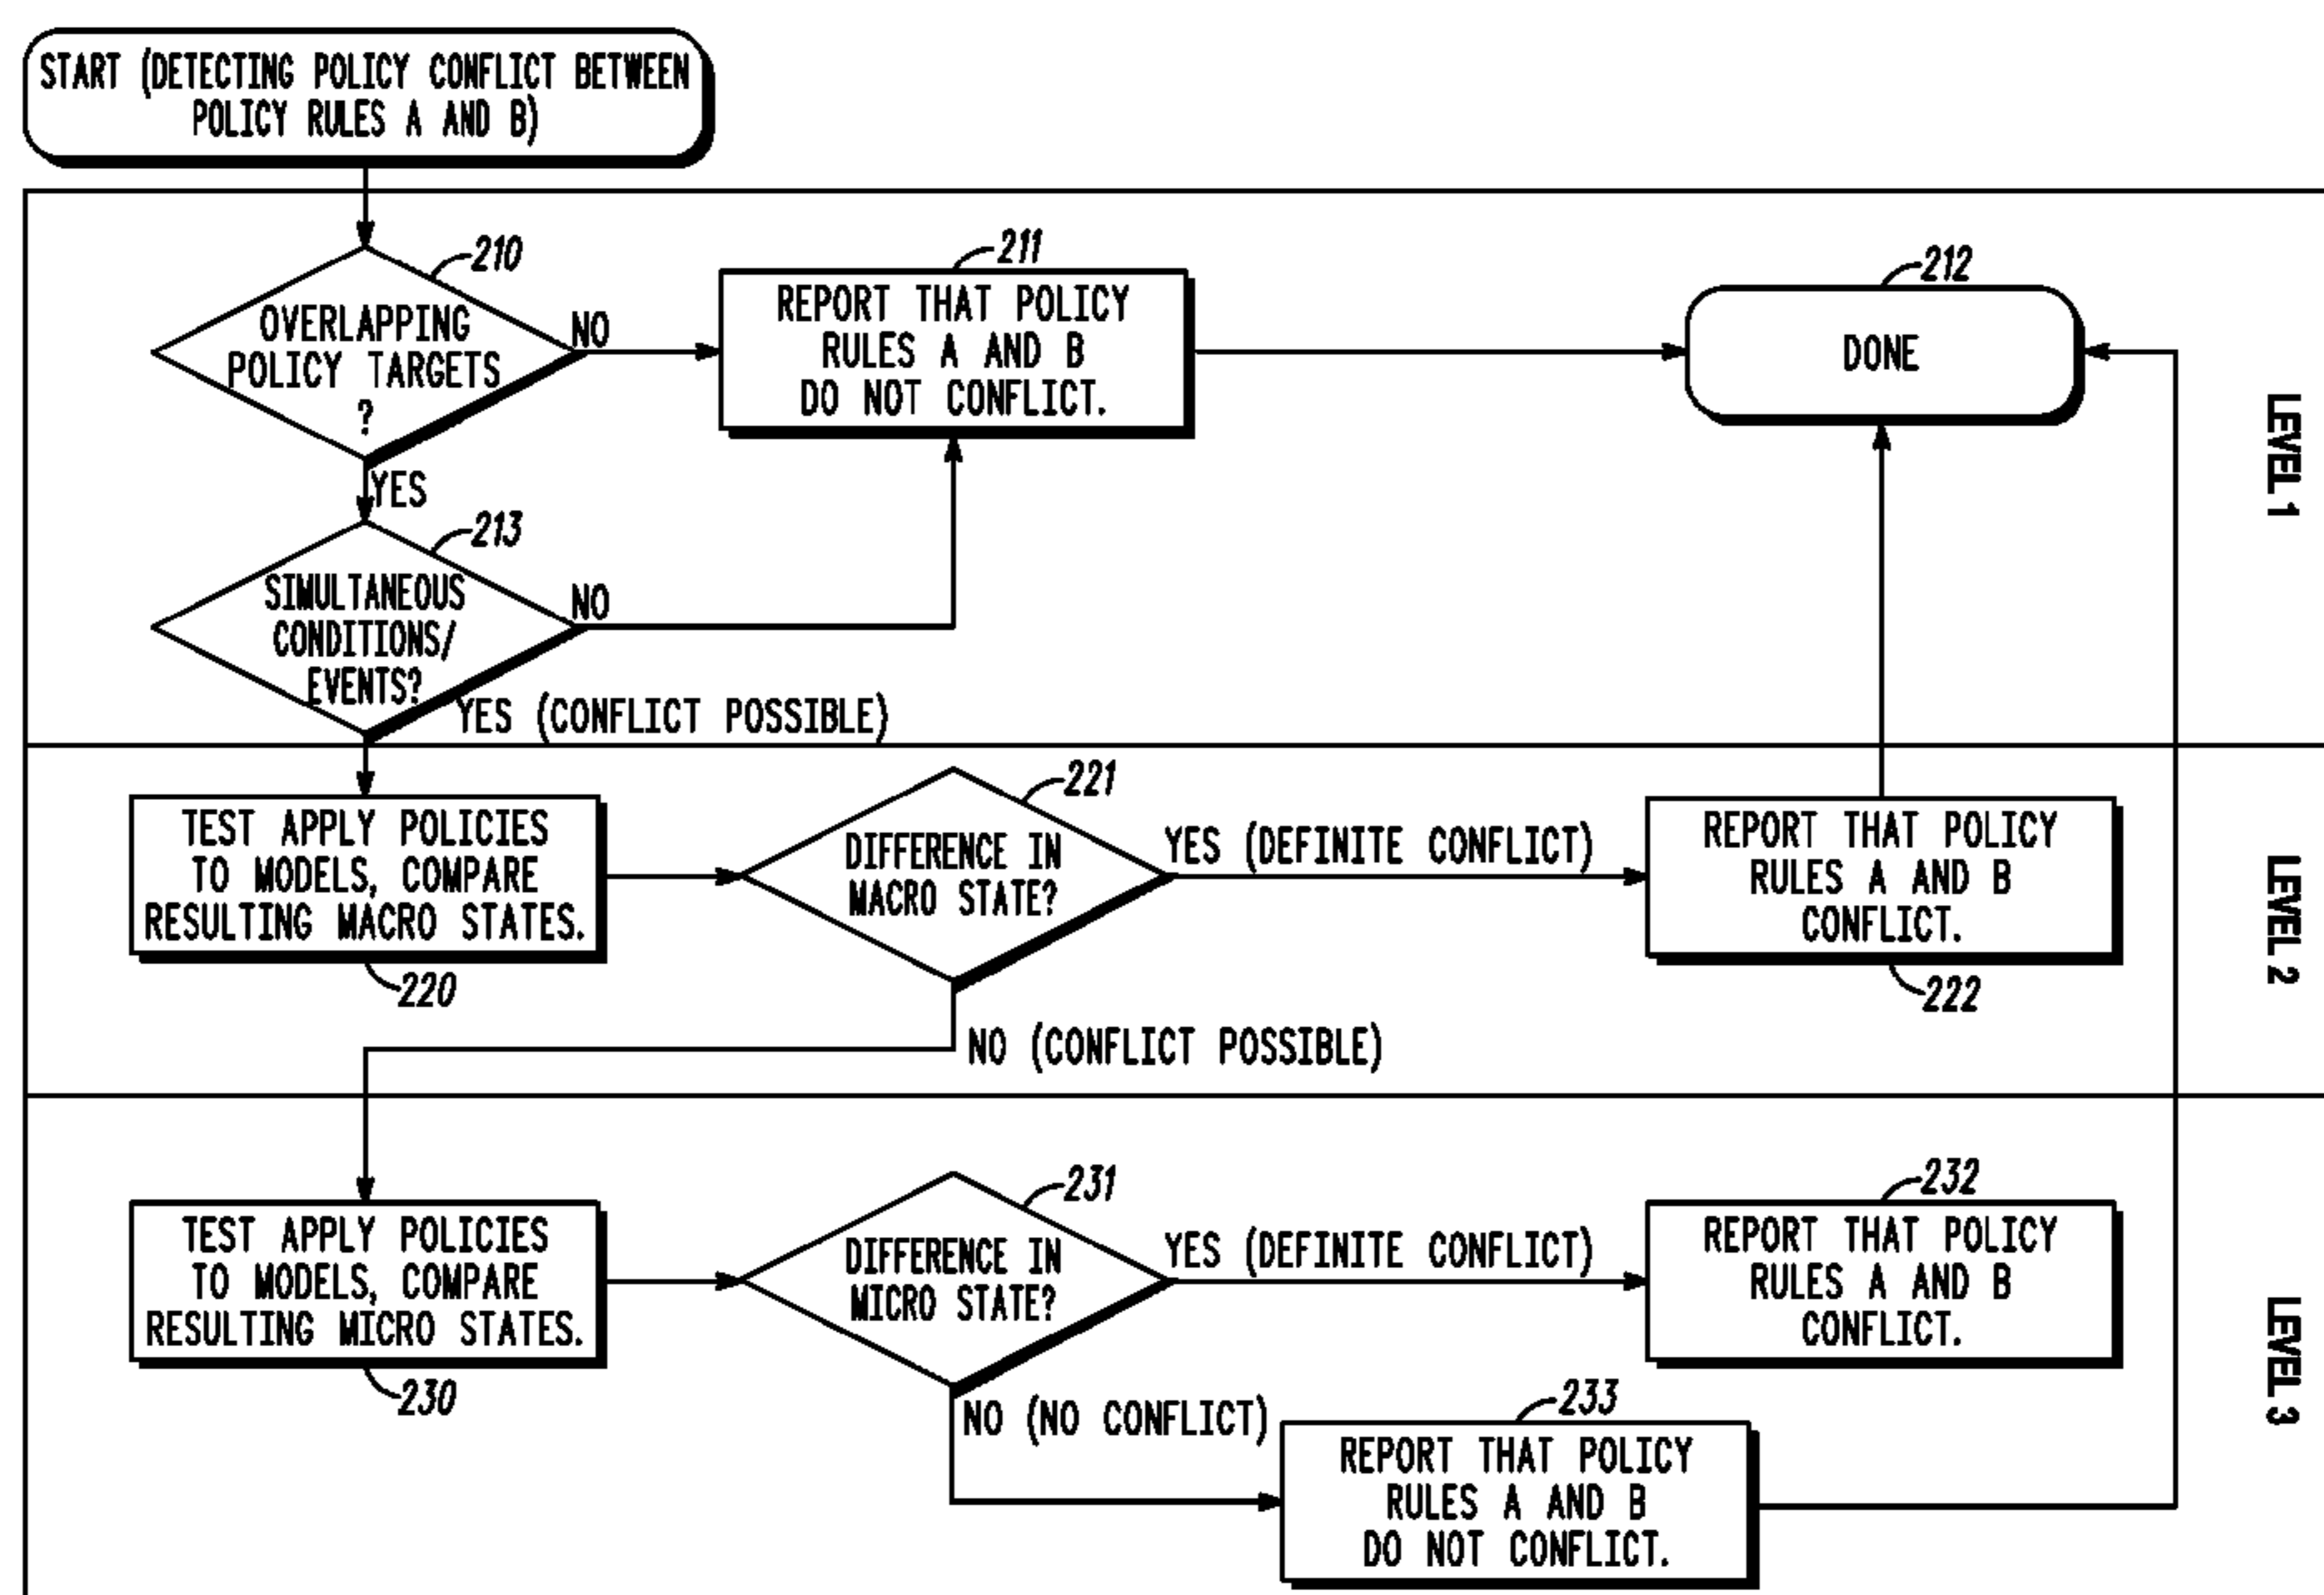 START (DETECTING POLICY CONFLICT BETWEEN
POLICY RULES A AND B)
210
OVERLAPPING
POLICY TARGETS
?
NO
YES
211
REPORT THAT POLICY
RULES A AND B
DO NOT CONFLICT.
212
DONE
LEVEL 1
213
SIMULTANEOUS
CONDITIONS/
EVENTS?
NO
YES (CONFLICT POSSIBLE)
TEST APPLY POLICIES
TO MODELS, COMPARE
RESULTING MACRO STATES.
220
221
DIFFERENCE IN
MACRO STATE?
YES (DEFINITE CONFLICT)
NO (CONFLICT POSSIBLE)
REPORT THAT POLICY
RULES A AND B
CONFLICT.
222
LEVEL 2
TEST APPLY POLICIES
TO MODELS, COMPARE
RESULTING MICRO STATES.
230
231
DIFFERENCE IN
MICRO STATE?
YES (DEFINITE CONFLICT)
NO (NO CONFLICT)
232
REPORT THAT POLICY
RULES A AND B
CONFLICT.
233
REPORT THAT POLICY
RULES A AND B
DO NOT CONFLICT.
LEVEL 3